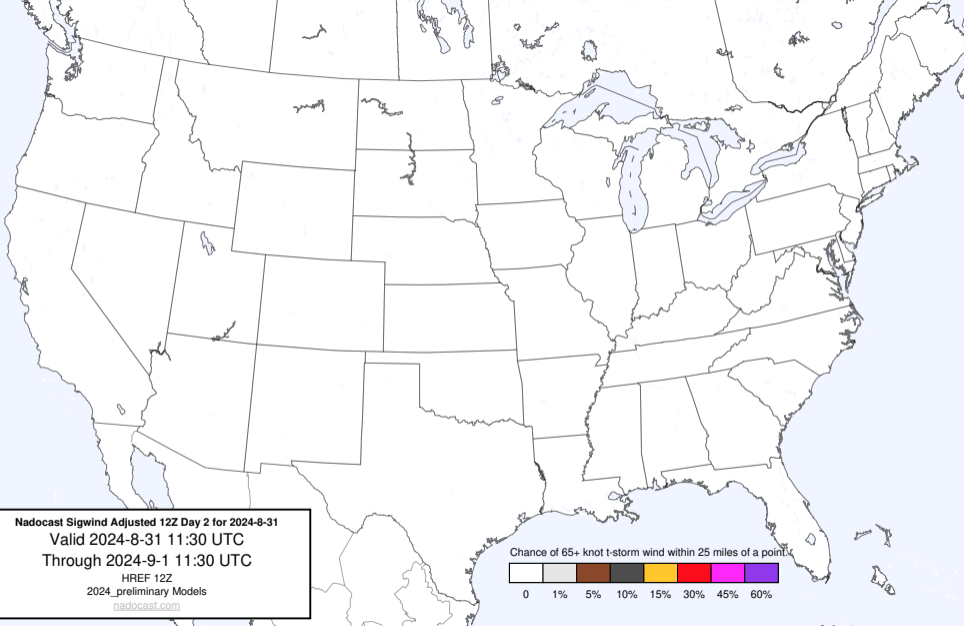 Nadocast Sigwind Adjusted 12Z Day 2 for 2024-8-31
Valid 2024-8-31 11:30 UTC
Through 2024-9-1 11:30 UTC
HREF 12Z
2024_preliminary Models
nadocast.com
Chance of 65+ knot t-storm wind within 25 miles of a point.
0 1% 5% 10% 15% 30% 45% 60%